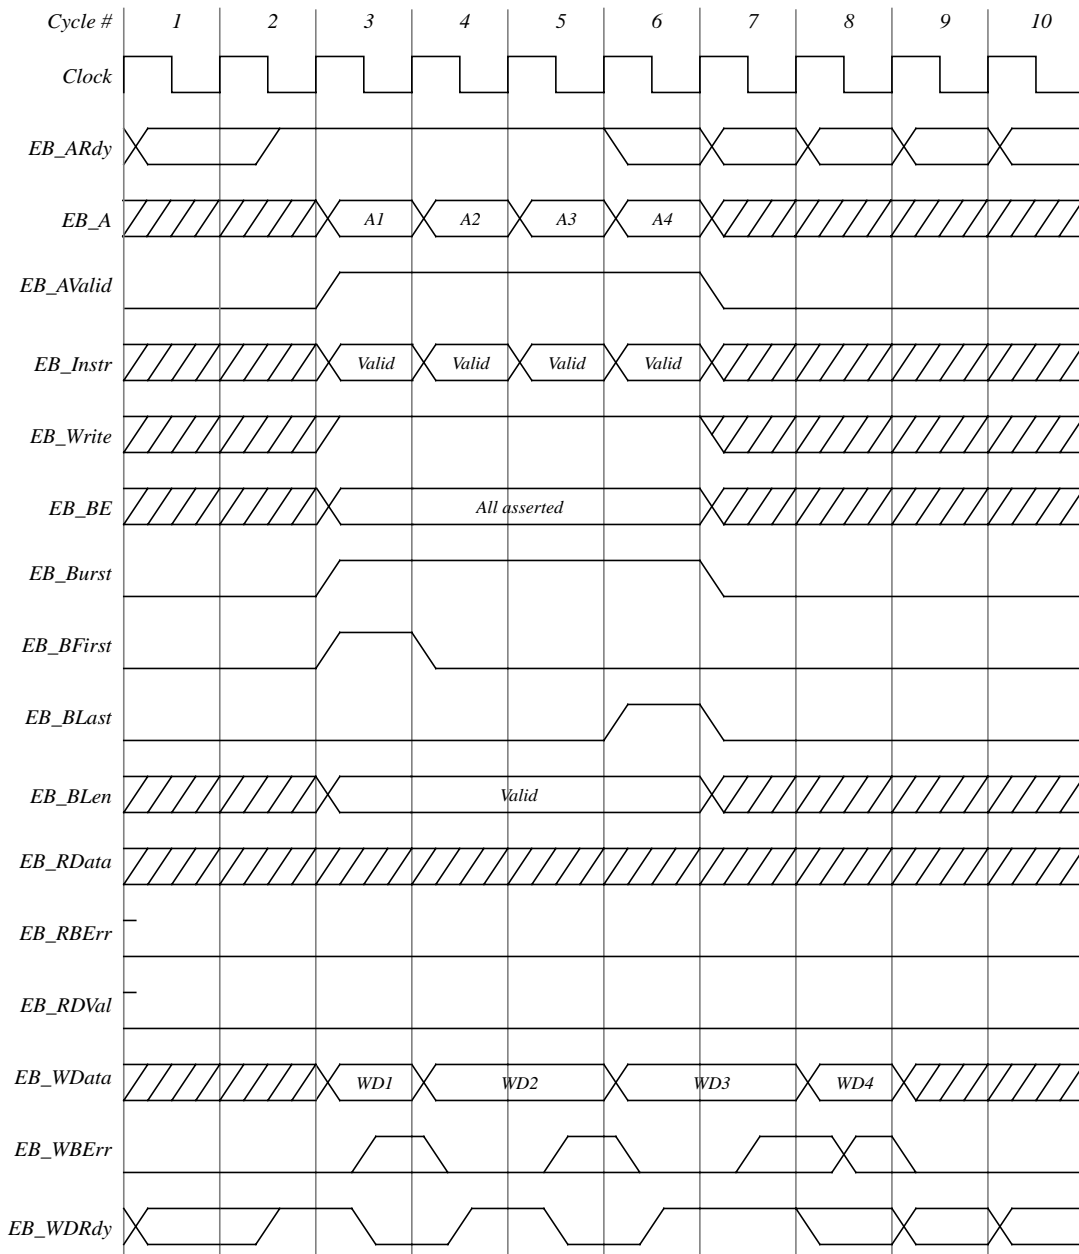 Cycle # 1 2 3 4 5 6 7 8 9 10
Clock
EB_ARdy
EB_A A1 A2 A3 A4
EB_AValid
EB_Instr Valid Valid Valid Valid
EB_Write
EB_BE All asserted
EB_Burst
EB_BFirst
EB_BLast
EB_BLen Valid
EB_RData
EB_RBErr
EB_RDVal
EB_WData WD1 WD2 WD3 WD4
EB_WBErr
EB_WDRdy